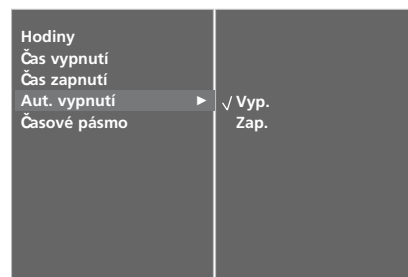 Hodiny
Čas vypnutí
Čas zapnutí
Aut. vypnutí ► √ Vyp.
Časové pásmo Zap.